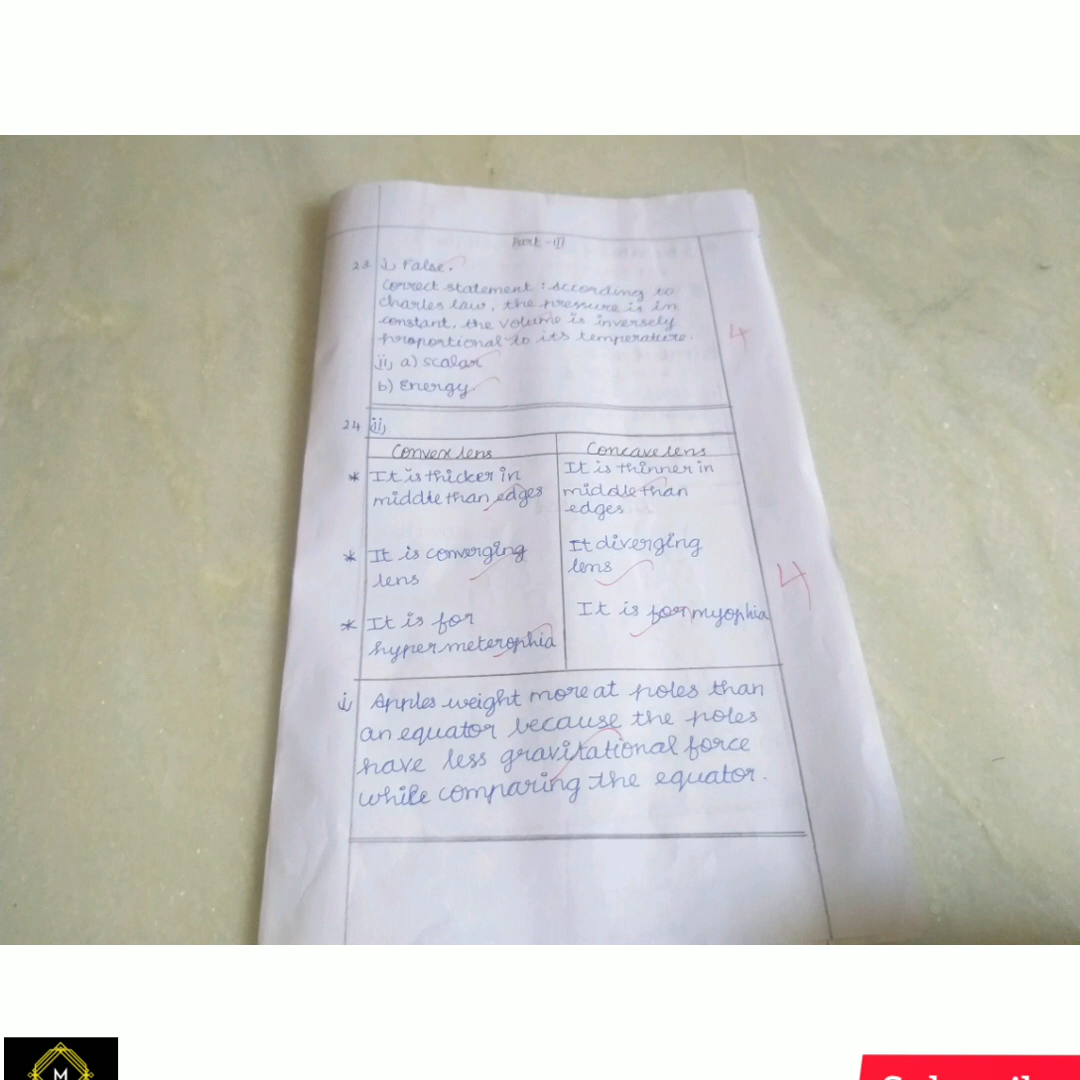 Part - III
23 i, False.
Correct statement : According to
charles law, the pressure is in
constant, the volume is inversely
proportional to its temperature.
4
ii, a) scalar
b) Energy.
24 ii,
Convex lens Concave lens
* It is thicker in It is thinner in
middle than edges middle than
edges
* It is converging It diverging
lens lens
4
* It is for It is for myophia
hypermeterophia
i, Apples weight more at poles than
an equator because the poles
have less gravitational force
while comparing the equator.
M